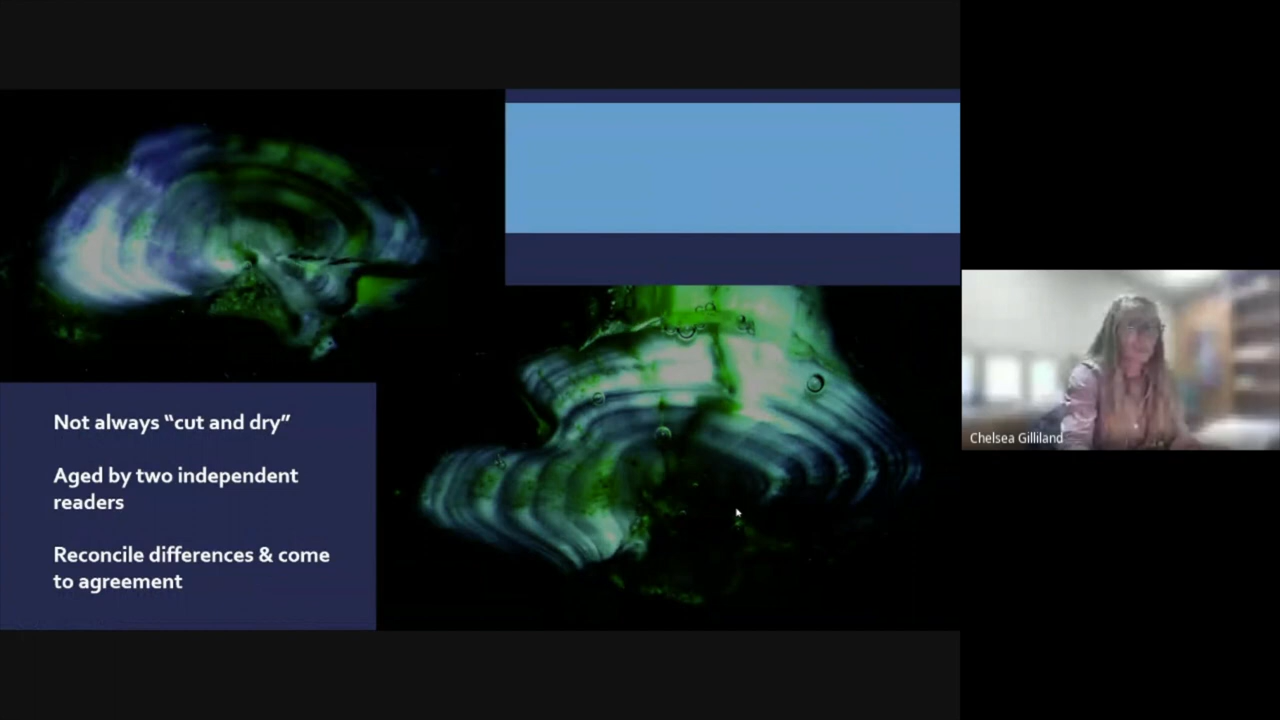 Not always “cut and dry”
Aged by two independent
readers
Reconcile differences & come
to agreement
Chelsea Gilliland